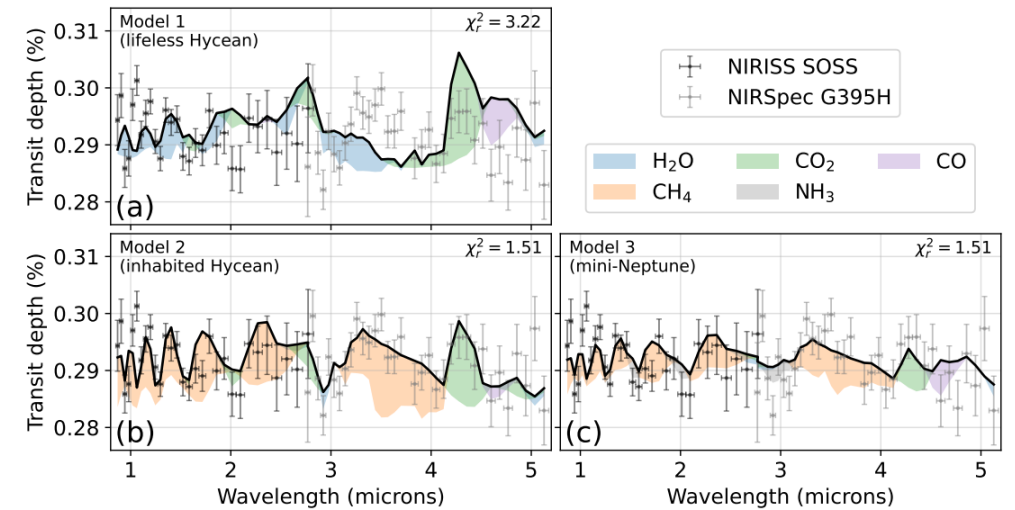 Model 1
(lifeless Hycean)
χ²ᵣ = 3.22
0.31
0.30
0.29
0.28
Transit depth (%)
(a)
NIRISS SOSS
NIRSpec G395H
H₂O
CO₂
CO
CH₄
NH₃
Model 2
(inhabited Hycean)
χ²ᵣ = 1.51
0.31
0.30
0.29
0.28
Transit depth (%)
(b)
1 2 3 4 5
Wavelength (microns)
Model 3
(mini-Neptune)
χ²ᵣ = 1.51
(c)
1 2 3 4 5
Wavelength (microns)